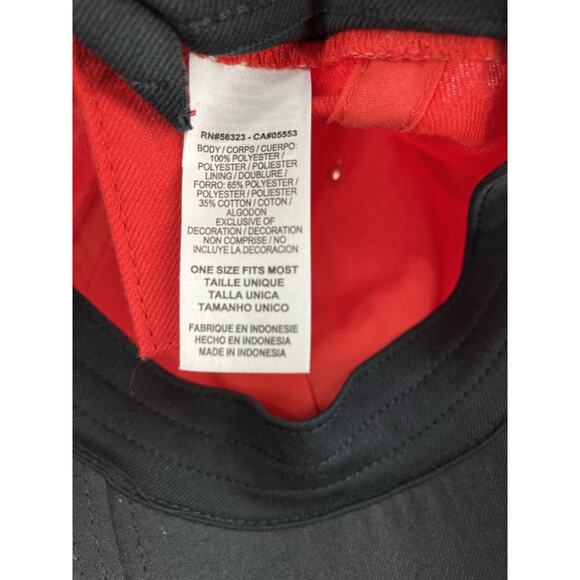 RN#56323 - CA#05553
BODY / CORPS / CUERPO:
100% POLYESTER /
POLYESTER / POLIESTER
LINING / DOUBLURE /
FORRO: 65% POLYESTER /
POLYESTER / POLIESTER
35% COTTON / COTON /
ALGODON
EXCLUSIVE OF
DECORATION / DECORATION
NON COMPRISE / NO
INCLUYE LA DECORACION
ONE SIZE FITS MOST
TAILLE UNIQUE
TALLA UNICA
TAMANHO UNICO
FABRIQUE EN INDONESIE
HECHO EN INDONESIA
MADE IN INDONESIA